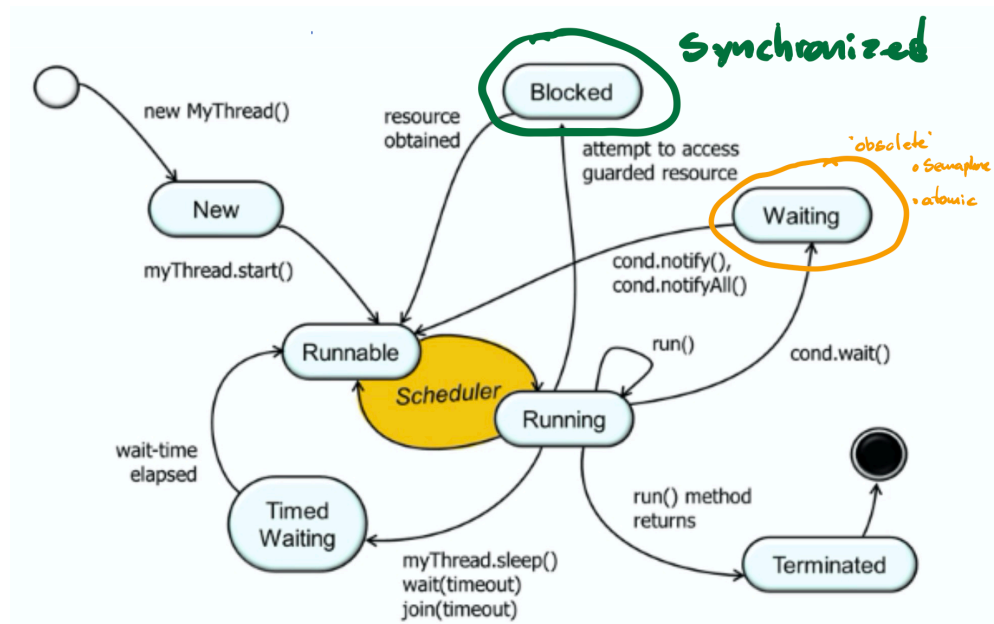 Synchronized
Blocked
new MyThread()
resource
obtained
attempt to access
guarded resource
'obsolete'
• Semaphore
• atomic
New
Waiting
myThread.start()
cond.notify(),
cond.notifyAll()
Runnable
run()
cond.wait()
Scheduler
Running
wait-time
elapsed
Timed
Waiting
run() method
returns
myThread.sleep()
wait(timeout)
join(timeout)
Terminated